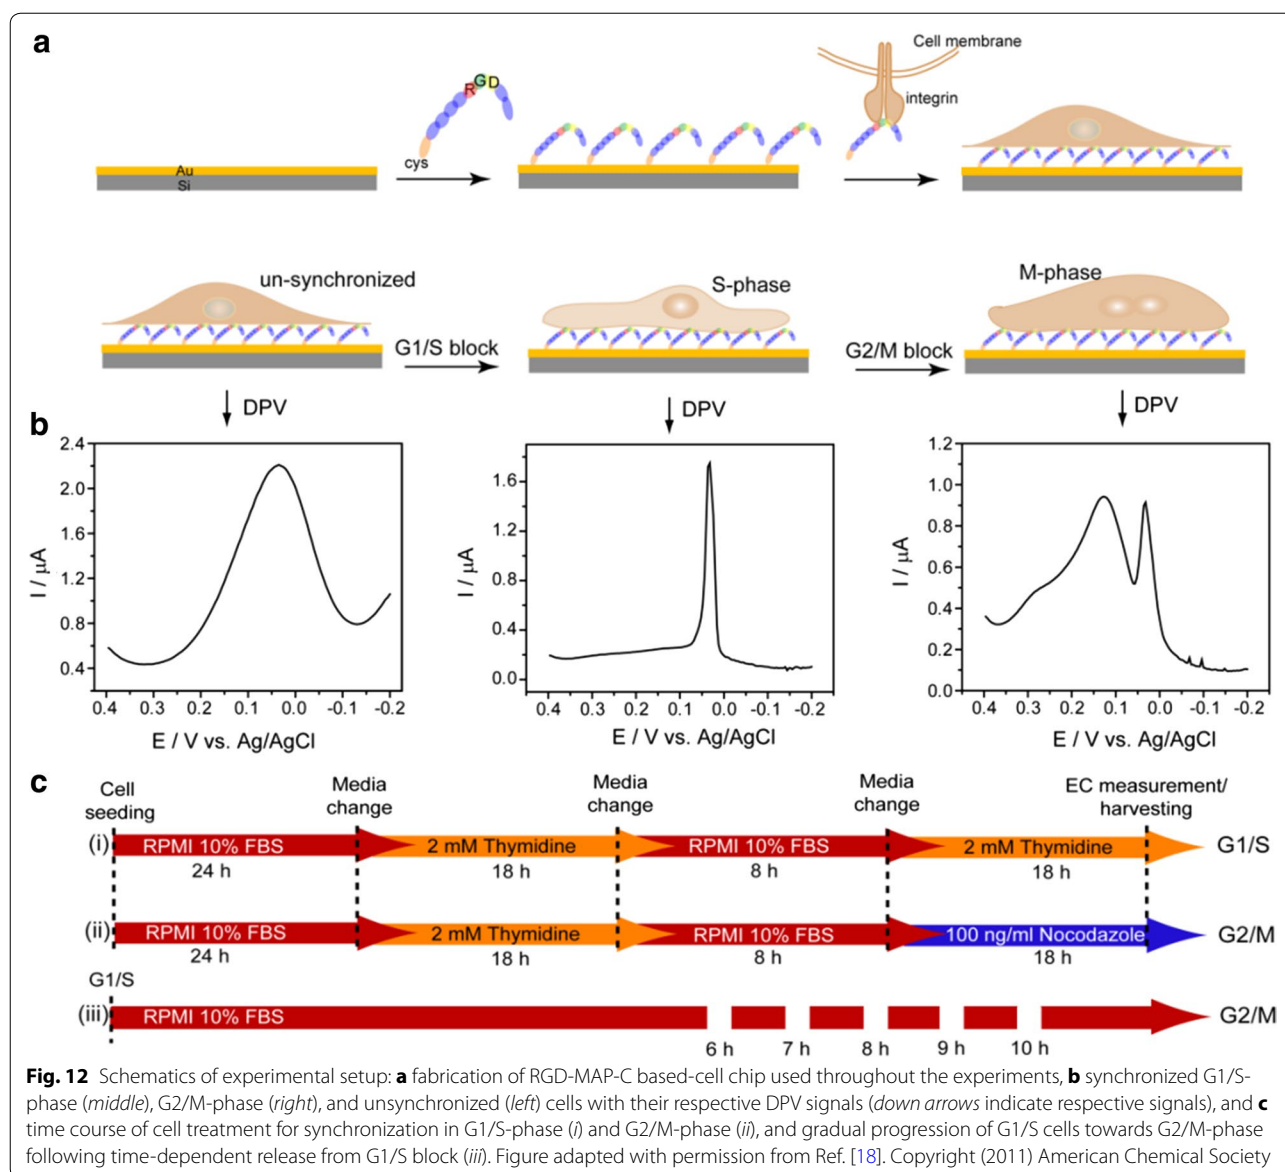 a
Cell membrane
R G D
integrin
cys
Au
Si
un-synchronized
S-phase
M-phase
G1/S block
G2/M block
DPV
DPV
DPV
b
2.4
2.0
1.6
1.2
0.8
0.4
I / µA
0.4 0.3 0.2 0.1 0.0 -0.1 -0.2
E / V vs. Ag/AgCl
1.6
1.2
0.8
0.4
0.0
I / µA
0.4 0.3 0.2 0.1 0.0 -0.1 -0.2
E / V vs. Ag/AgCl
1.2
1.0
0.8
0.6
0.4
0.2
0.0
I / µA
0.4 0.3 0.2 0.1 0.0 -0.1 -0.2
E / V vs. Ag/AgCl
c
Cell
seeding
Media
change
Media
change
Media
change
EC measurement/
harvesting
(i) RPMI 10% FBS 2 mM Thymidine RPMI 10% FBS 2 mM Thymidine G1/S
24 h 18 h 8 h 18 h
(ii) RPMI 10% FBS 2 mM Thymidine RPMI 10% FBS 100 ng/ml Nocodazole G2/M
24 h 18 h 8 h 18 h
G1/S
(iii) RPMI 10% FBS G2/M
6 h 7 h 8 h 9 h 10 h
Fig. 12 Schematics of experimental setup: a fabrication of RGD-MAP-C based-cell chip used throughout the experiments, b synchronized G1/S-
phase (middle), G2/M-phase (right), and unsynchronized (left) cells with their respective DPV signals (down arrows indicate respective signals), and c
time course of cell treatment for synchronization in G1/S-phase (i) and G2/M-phase (ii), and gradual progression of G1/S cells towards G2/M-phase
following time-dependent release from G1/S block (iii). Figure adapted with permission from Ref. [18]. Copyright (2011) American Chemical Society